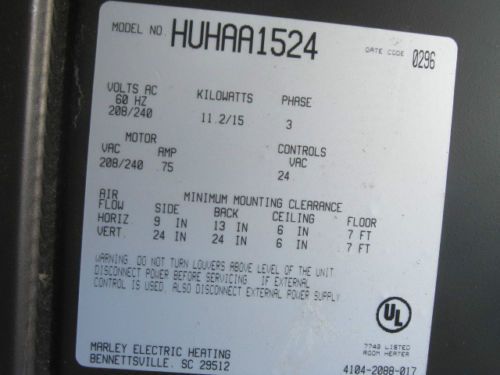 MODEL NO. HUHAA1524 DATE CODE 0296
VOLTS AC KILOWATTS PHASE
60 HZ
208/240 11.2/15 3
MOTOR CONTROLS
VAC AMP VAC
208/240 .75 24
AIR MINIMUM MOUNTING CLEARANCE
FLOW SIDE BACK CEILING FLOOR
HORIZ 9 IN 13 IN 6 IN 7 FT
VERT. 24 IN 24 IN 6 IN 7 FT
WARNING. DO NOT TURN LOUVERS ABOVE LEVEL OF THE UNIT
DISCONNECT POWER BEFORE SERVICING. IF EXTERNAL
CONTROL IS USED. ALSO DISCONNECT EXTERNAL POWER SUPPLY
UL
774B LISTED
ROOM HEATER
MARLEY ELECTRIC HEATING
BENNETTSVILLE. SC 29512 4104-2088-017